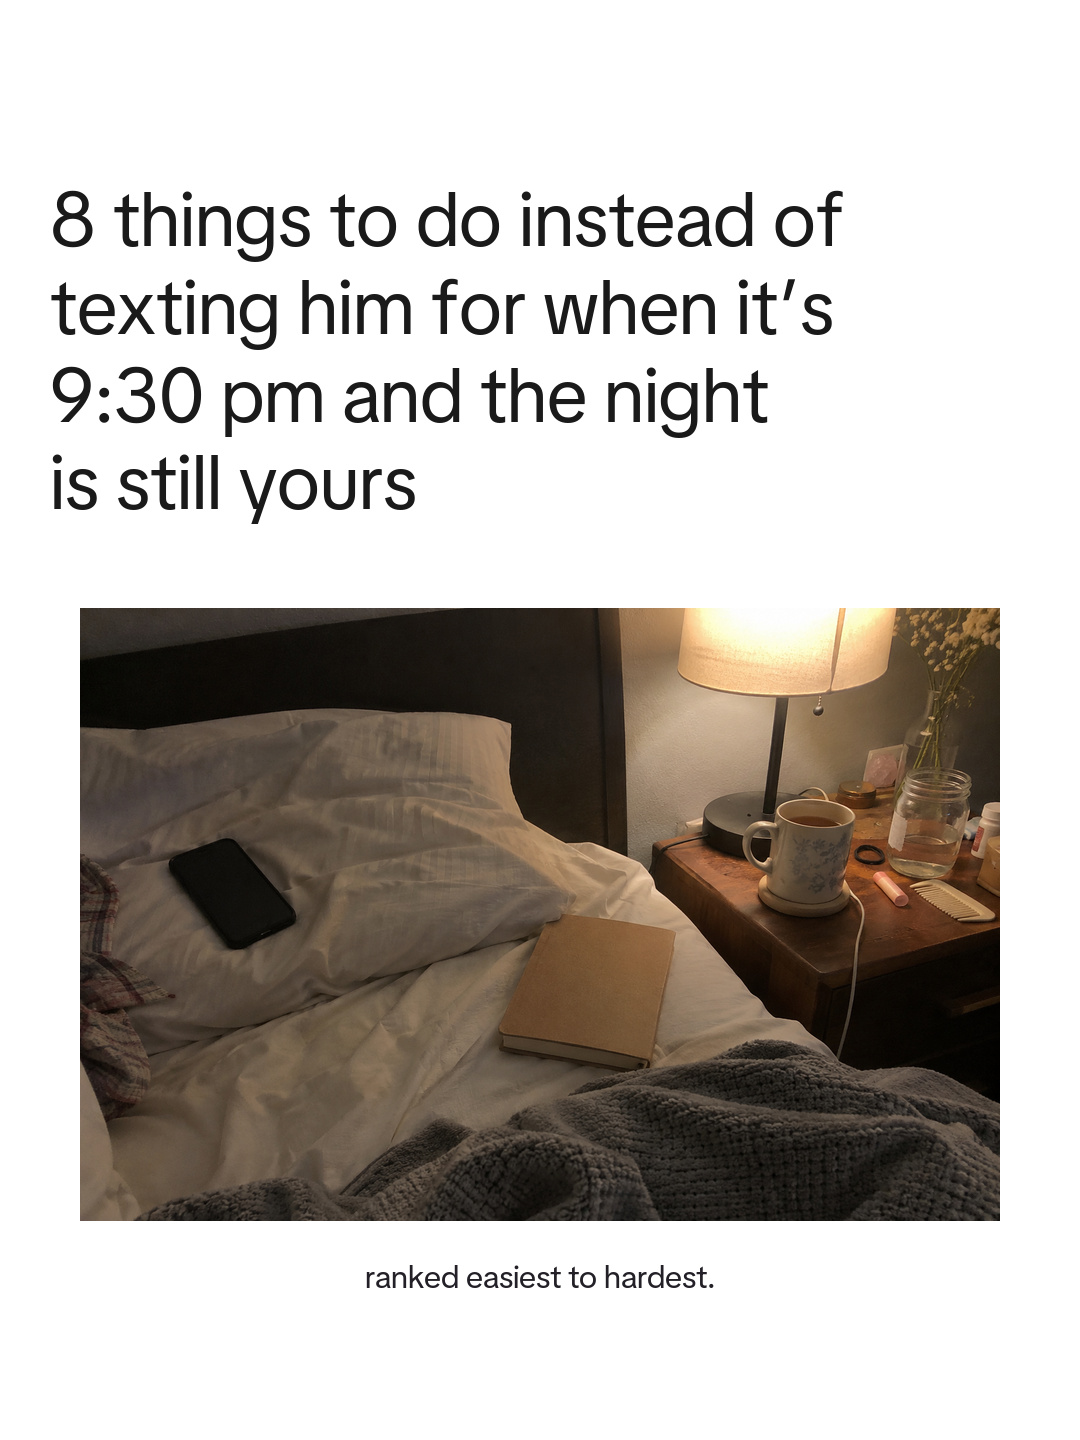 8 things to do instead of
texting him for when it’s
9:30 pm and the night
is still yours
ranked easiest to hardest.